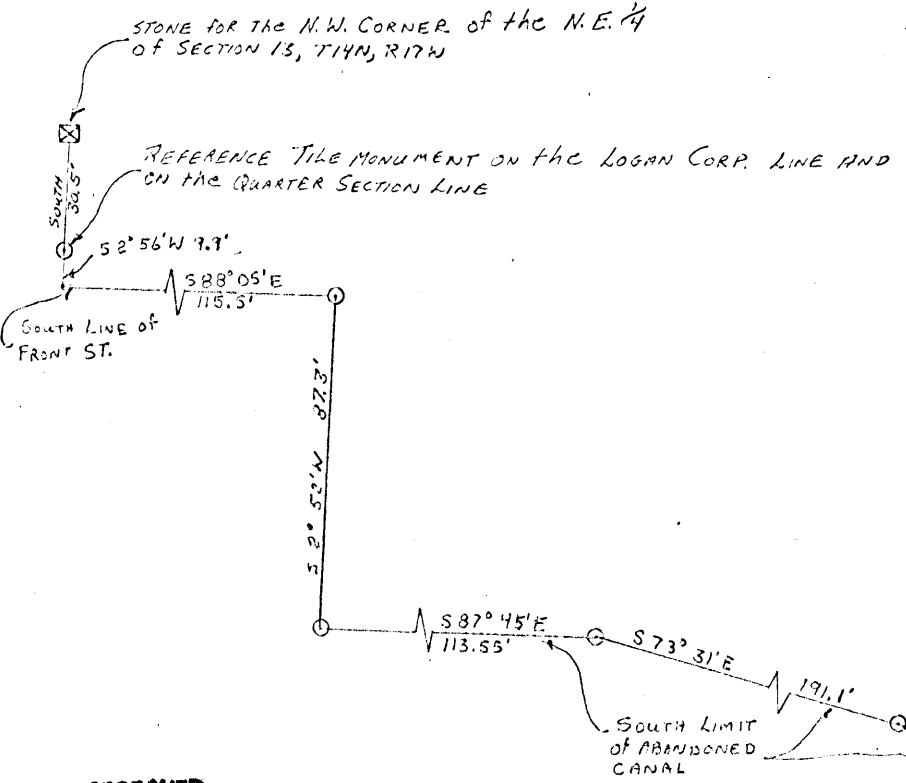 STONE for the N.W. CORNER of the N.E. 1/4
of SECTION 13, T14N, R17W
REFERENCE TILE MONUMENT ON the LOGAN CORP. LINE AND
ON the QUARTER SECTION LINE
SOUTH
30.5'
S 2° 56' W 9.9'
S 88° 05' E
115.5'
SOUTH LINE of
FRONT ST.
S 2° 52' W 87.3'
S 87° 45' E
113.55'
S 73° 31' E
191.1'
SOUTH LIMIT
of ABANDONED
CANAL